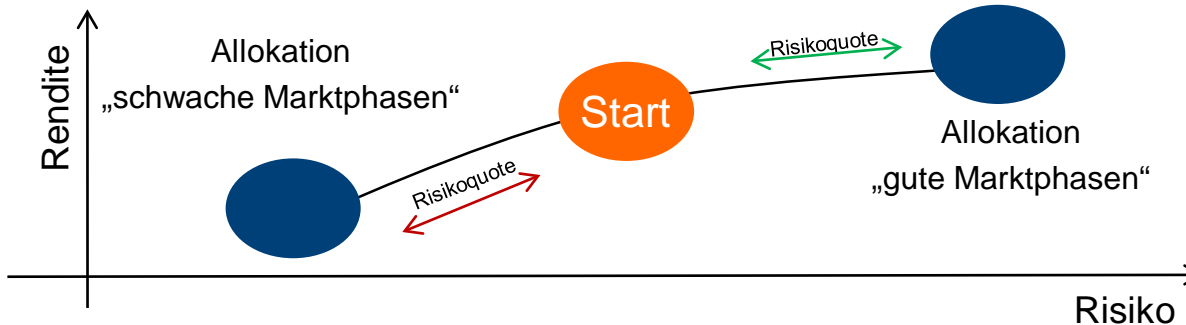 Rendite
Allokation
„schwache Marktphasen“
Risikoquote
Start
Risikoquote
Allokation
„gute Marktphasen“
Risiko